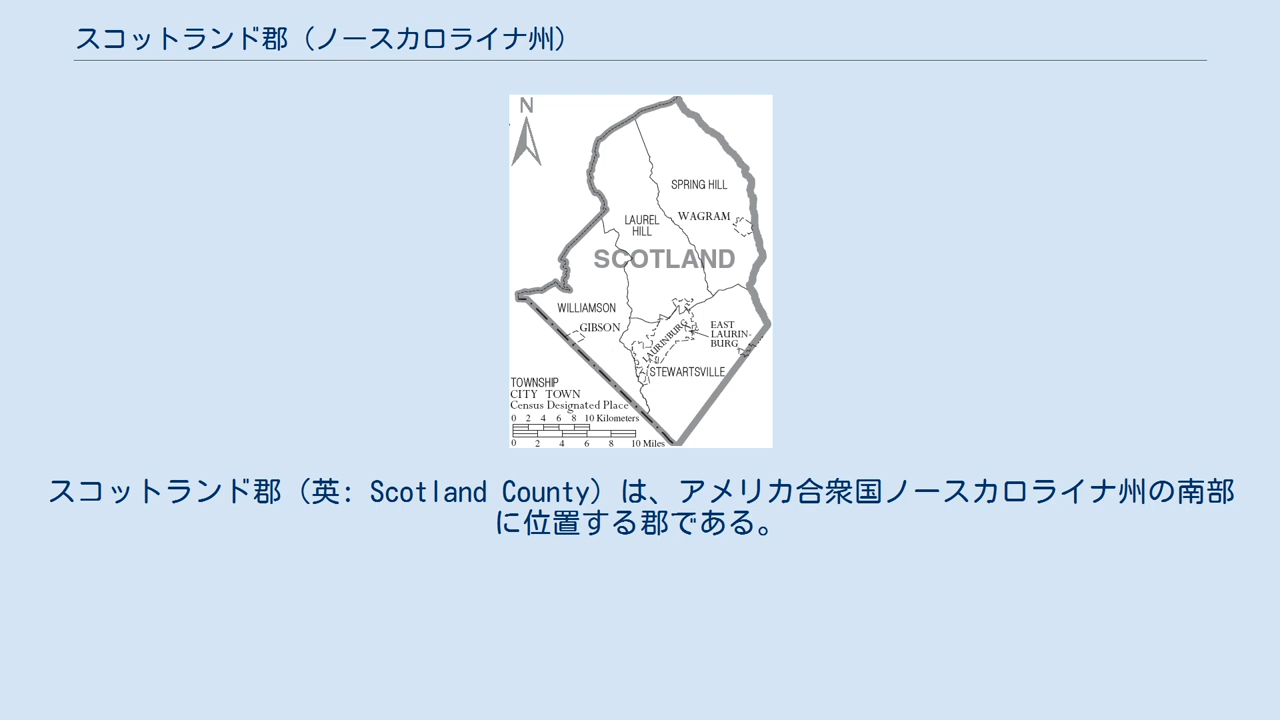 スコットランド郡（ノースカロライナ州）
N
SPRING HILL
WAGRAM
LAUREL
HILL
SCOTLAND
WILLIAMSON
GIBSON
LAURINBURG
EAST
LAURIN-
BURG
STEWARTSVILLE
TOWNSHIP
CITY TOWN
Census Designated Place
0 2 4 6 8 10 Kilometers
0 2 4 6 8 10 Miles
スコットランド郡（英: Scotland County）は、アメリカ合衆国ノースカロライナ州の南部
に位置する郡である。